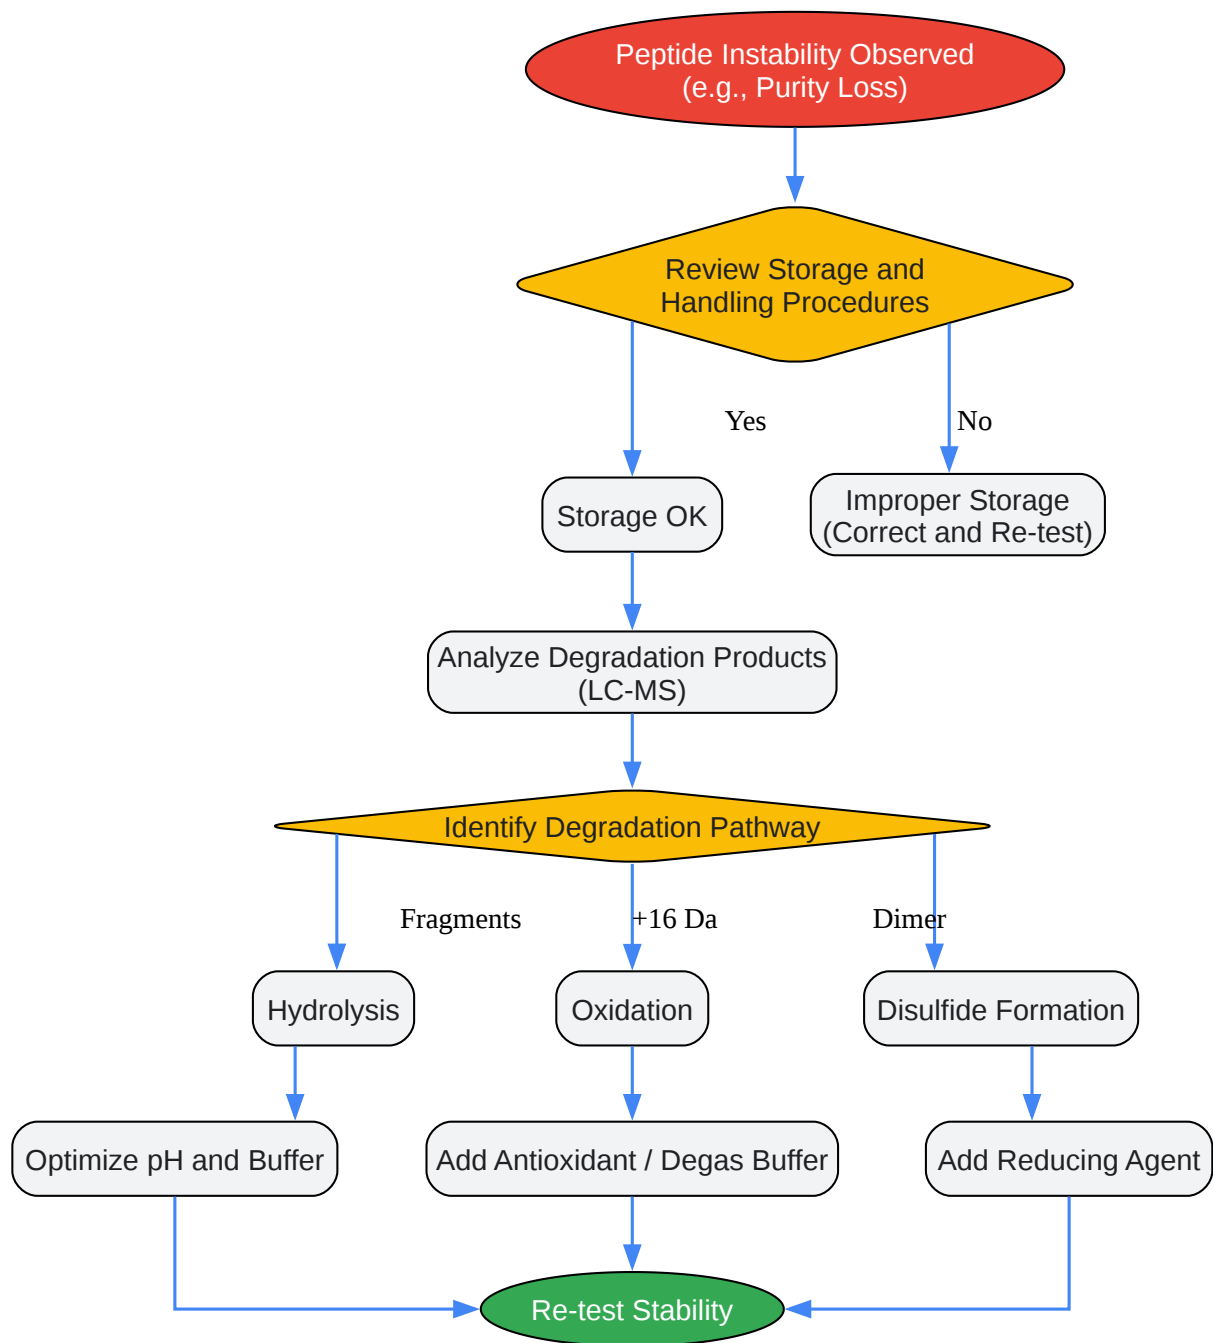 Peptide Instability Observed
(e.g., Purity Loss)
Review Storage and
Handling Procedures
Yes
No
Storage OK
Improper Storage
(Correct and Re-test)
Analyze Degradation Products
(LC-MS)
Identify Degradation Pathway
Fragments
+16 Da
Dimer
Hydrolysis
Oxidation
Disulfide Formation
Optimize pH and Buffer
Add Antioxidant / Degas Buffer
Add Reducing Agent
Re-test Stability